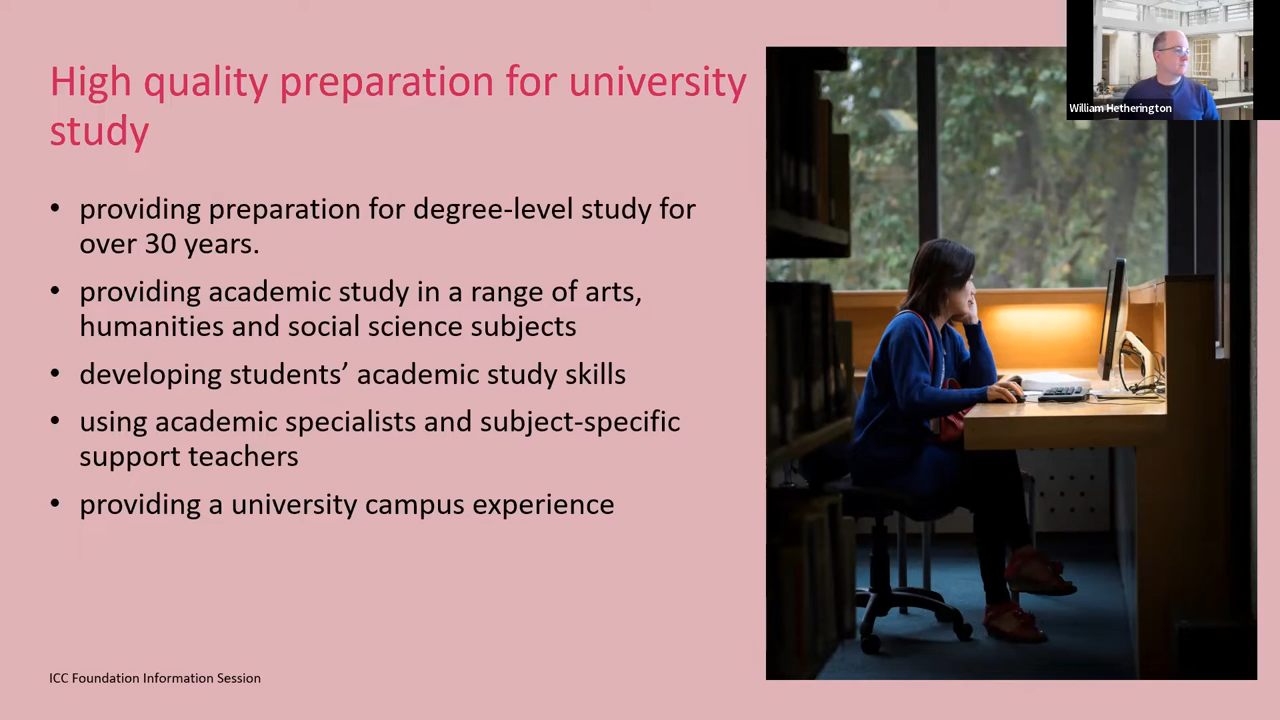 High quality preparation for university
study
• providing preparation for degree-level study for
over 30 years.
• providing academic study in a range of arts,
humanities and social science subjects
• developing students’ academic study skills
• using academic specialists and subject-specific
support teachers
• providing a university campus experience
ICC Foundation Information Session
William Hetherington